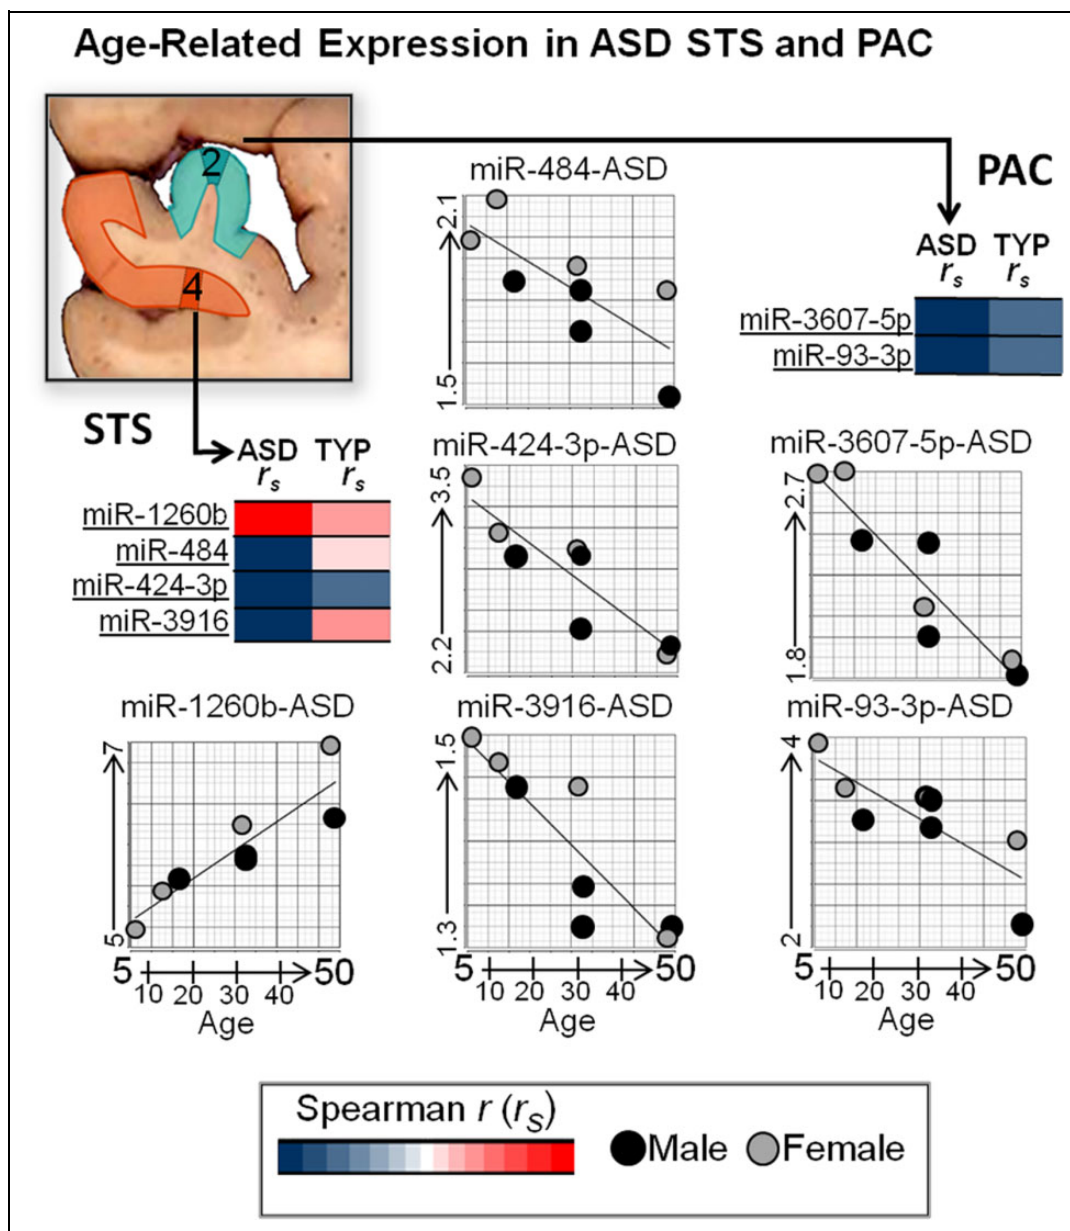 Age-Related Expression in ASD STS and PAC
2
4
PAC
ASD TYP
rs rs
miR-3607-5p
miR-93-3p
STS
ASD TYP
rs rs
miR-1260b
miR-484
miR-424-3p
miR-3916
miR-484-ASD
2.1
1.5
miR-424-3p-ASD
3.5
2.2
miR-3607-5p-ASD
2.7
1.8
miR-1260b-ASD
7
5
5 10 20 30 40 50
Age
miR-3916-ASD
1.5
1.3
5 10 20 30 40 50
Age
miR-93-3p-ASD
4
2
5 10 20 30 40 50
Age
Spearman r (rs)
Male Female